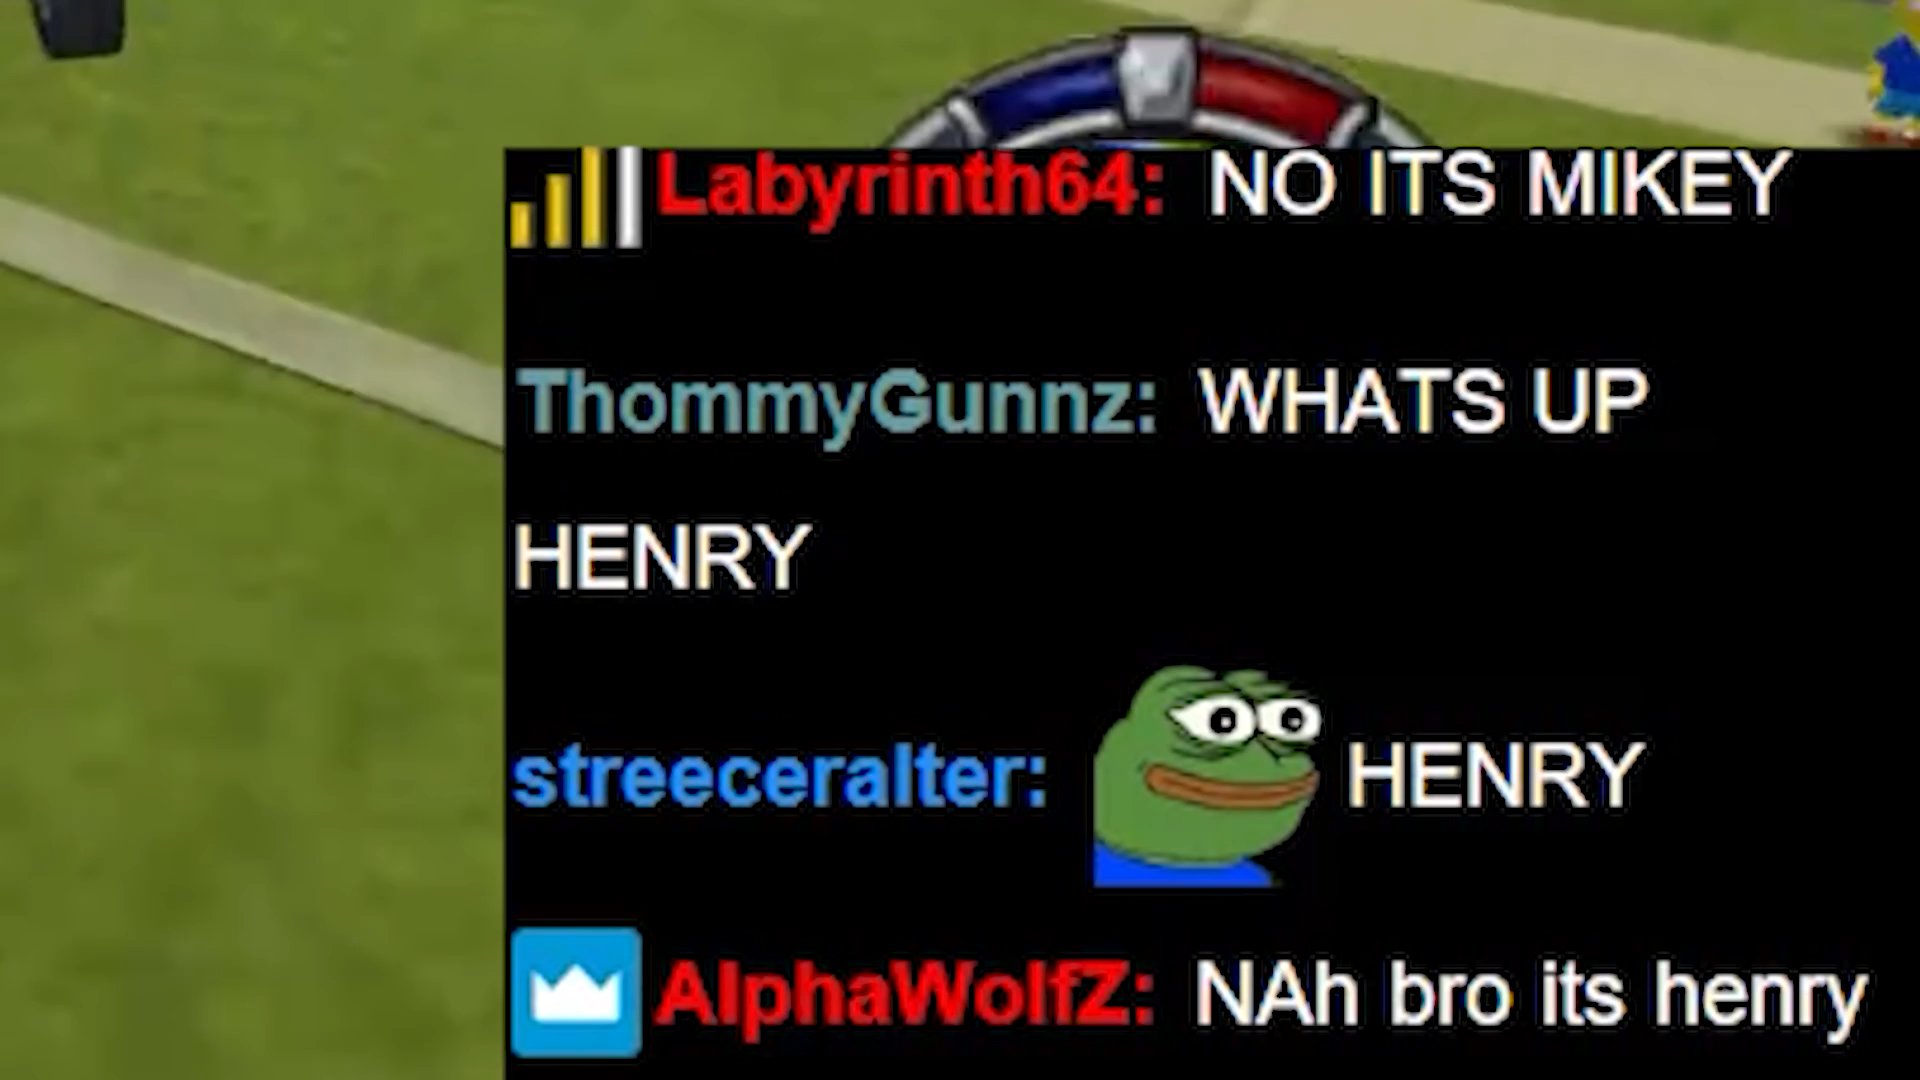 Labyrinth64: NO ITS MIKEY
ThommyGunnz: WHATS UP
HENRY
streeceralter: HENRY
AlphaWolfZ: NAh bro its henry